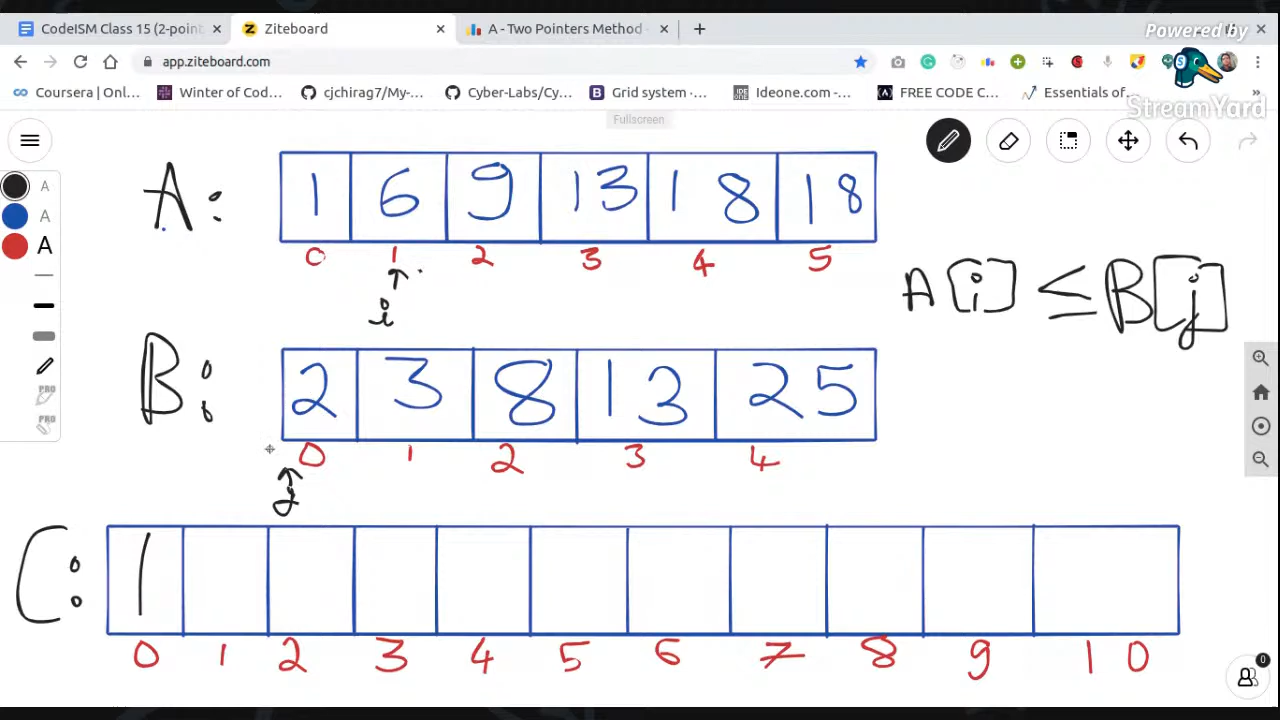 CodeISM Class 15 (2-point
Ziteboard
A - Two Pointers Method -
Powered by
app.ziteboard.com
StreamYard
Coursera | Onl...
Winter of Cod...
cjchirag7/My-...
Cyber-Labs/Cy...
Grid system ·...
Ideone.com -...
FREE CODE C...
Essentials of...
Fullscreen
A: 1 6 9 13 18 18
0 1 2 3 4 5
i
A[i] ≤ B[j]
B: 2 3 8 13 25
0 1 2 3 4
j
C: 1
0 1 2 3 4 5 6 7 8 9 10
A
A
A
PRO
PRO
0